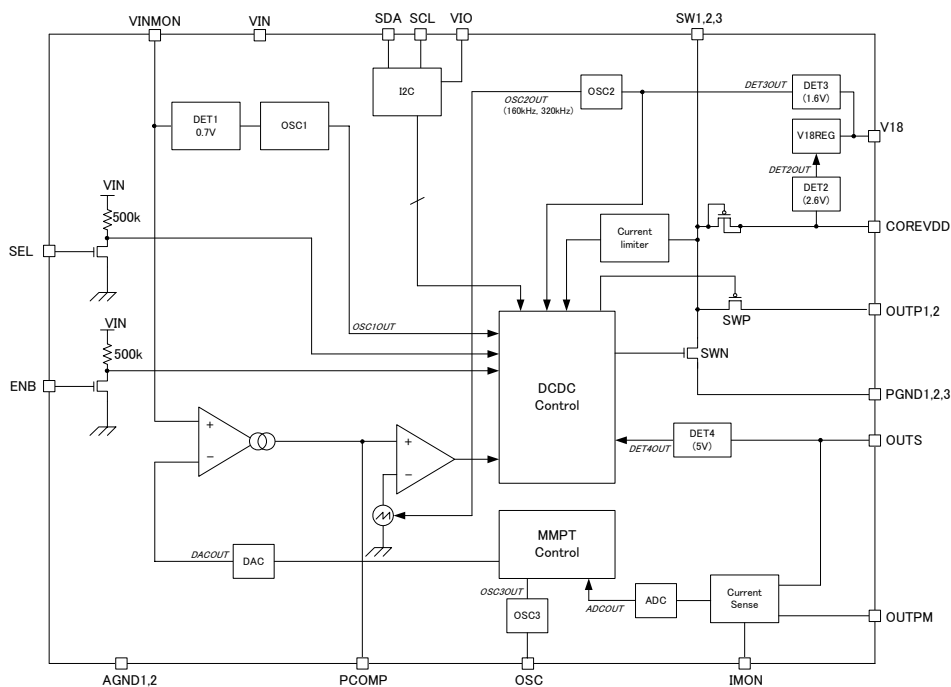 VINMON
VIN
SDA
SCL
VIO
SW1,2,3
I2C
OSC2OUT
(160kHz, 320kHz)
OSC2
DET3OUT
DET3
(1.6V)
DET1
0.7V
OSC1
V18REG
V18
DET2OUT
DET2
(2.6V)
VIN
500k
SEL
Current
limiter
COREVDD
OSC1OUT
SWP
OUTP1,2
VIN
500k
ENB
DCDC
Control
SWN
PGND1,2,3
+
−
+
−
DET4OUT
DET4
(5V)
OUTS
DACOUT
DAC
MMPT
Control
OSC3OUT
OSC3
ADCOUT
ADC
Current
Sense
OUTPM
AGND1,2
PCOMP
OSC
IMON